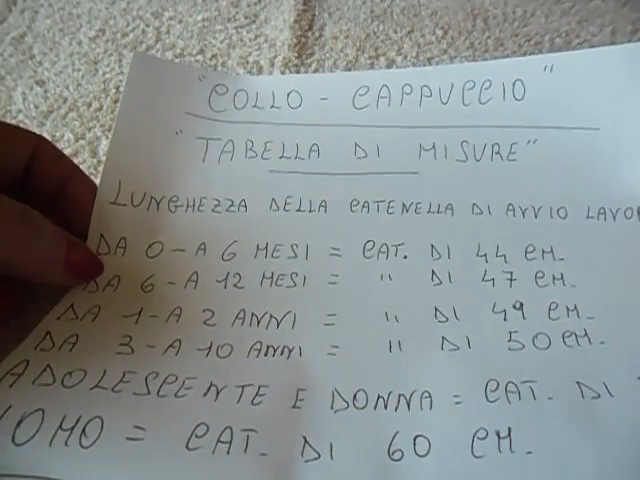 "COLLO - CAPPUCCIO"
"TABELLA DI MISURE"
LUNGHEZZA DELLA CATENELLA DI AVVIO LAVO
DA 0 - A 6 MESI = CAT. DI 44 CM.
DA 6 - A 12 MESI = " DI 47 CM.
DA 1 - A 2 ANNI = " DI 49 CM.
DA 3 - A 10 ANNI = " DI 50 CM.
ADOLESCENTE E DONNA = CAT. DI
UOMO = CAT. DI 60 CM.